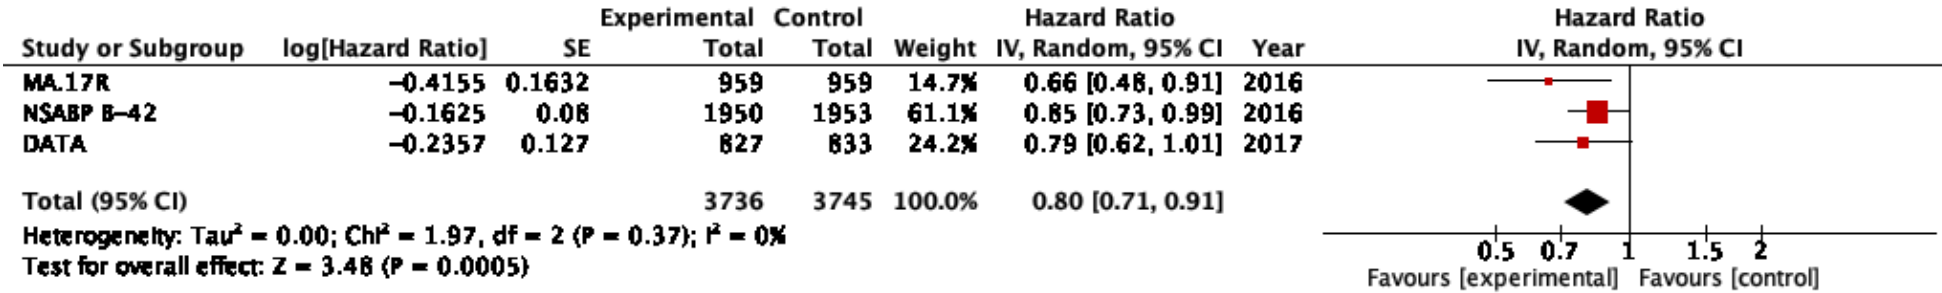 Experimental Control Hazard Ratio Hazard Ratio
Study or Subgroup log[Hazard Ratio] SE Total Total Weight IV, Random, 95% CI Year IV, Random, 95% CI
MA.17R −0.4155 0.1632 959 959 14.7% 0.66 [0.48, 0.91] 2016
NSABP B−42 −0.1625 0.08 1950 1953 61.1% 0.85 [0.73, 0.99] 2016
DATA −0.2357 0.127 827 833 24.2% 0.79 [0.62, 1.01] 2017
Total (95% CI) 3736 3745 100.0% 0.80 [0.71, 0.91]
Heterogeneity: Tau² = 0.00; Chi² = 1.97, df = 2 (P = 0.37); I² = 0%
Test for overall effect: Z = 3.48 (P = 0.0005)
0.5 0.7 1 1.5 2
Favours [experimental] Favours [control]